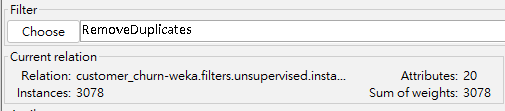 Filter
Choose RemoveDuplicates
Current relation
Relation: customer_churn-weka.filters.unsupervised.insta... Attributes: 20
Instances: 3078 Sum of weights: 3078